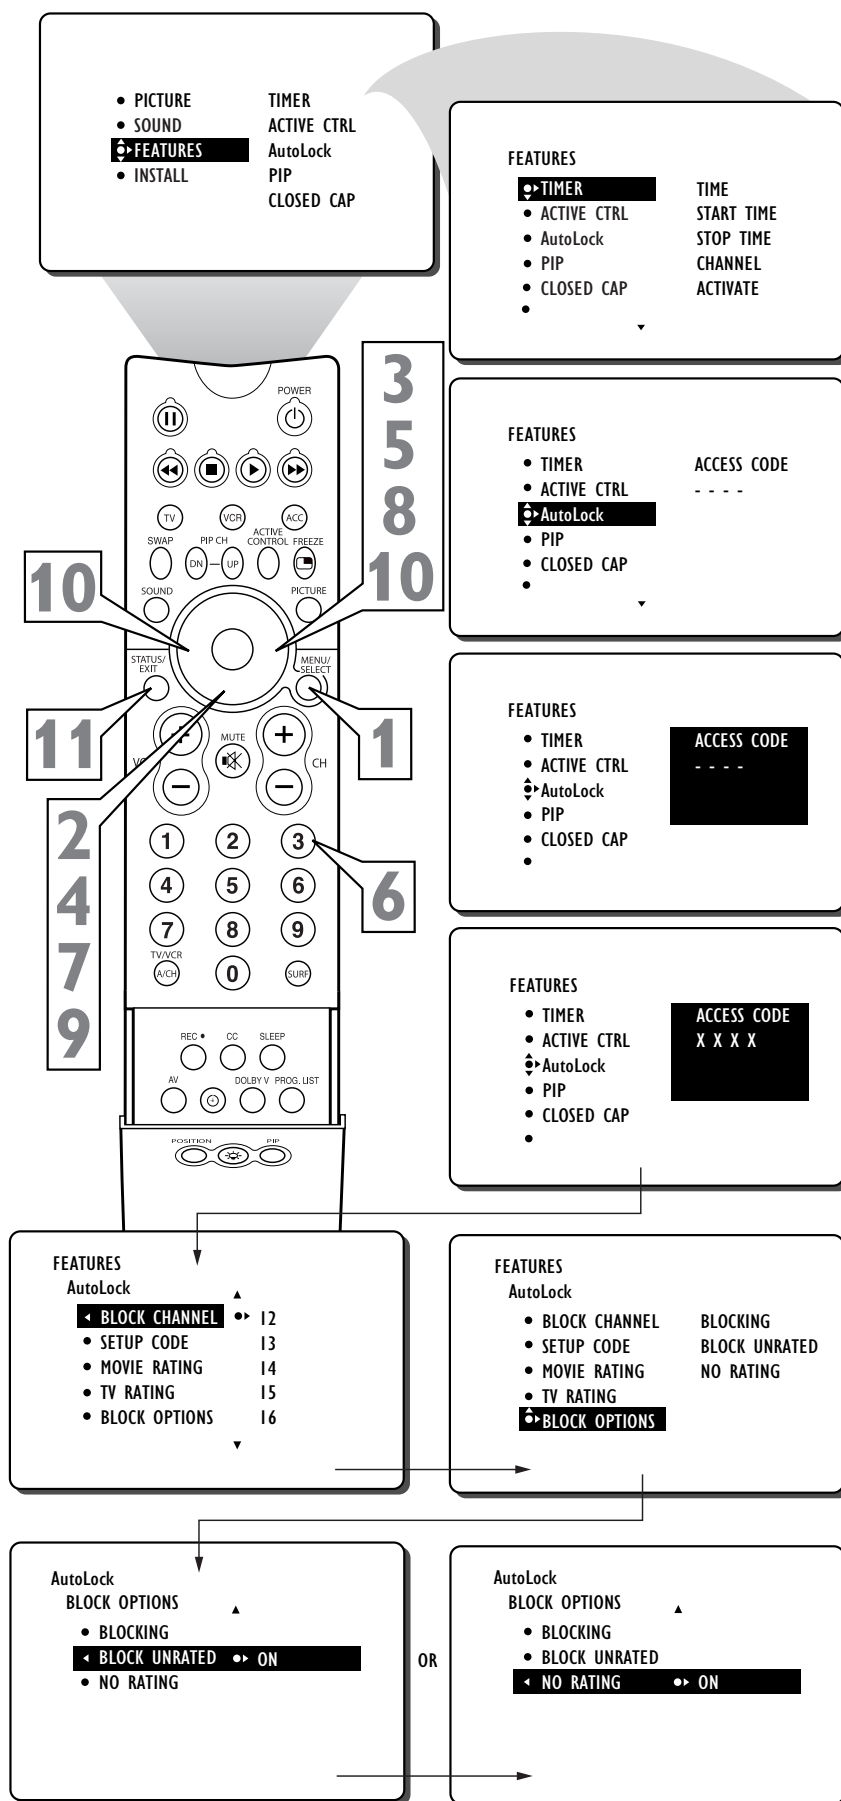 PICTURE TIMER
SOUND ACTIVE CTRL
FEATURES AutoLock
INSTALL PIP
CLOSED CAP
FEATURES
TIMER TIME
ACTIVE CTRL START TIME
AutoLock STOP TIME
PIP CHANNEL
CLOSED CAP ACTIVATE
FEATURES
TIMER ACCESS CODE
ACTIVE CTRL - - - -
AutoLock
PIP
CLOSED CAP
FEATURES
TIMER ACCESS CODE
ACTIVE CTRL - - - -
AutoLock
PIP
CLOSED CAP
FEATURES
TIMER ACCESS CODE
ACTIVE CTRL X X X X
AutoLock
PIP
CLOSED CAP
POWER
TV VCR ACC
SWAP PIP CH ACTIVE CONTROL FREEZE
DN UP
SOUND PICTURE
STATUS/
EXIT
MENU/
SELECT
MUTE
CH
1 2 3
4 5 6
7 8 9
TV/VCR
A/CH 0 SURF
REC • CC SLEEP
AV DOLBY V PROG. LIST
POSITION PIP
3
5
8
10
10
11
1
2
4
7
9
6
FEATURES
AutoLock
BLOCK CHANNEL 12
SETUP CODE 13
MOVIE RATING 14
TV RATING 15
BLOCK OPTIONS 16
FEATURES
AutoLock
BLOCK CHANNEL BLOCKING
SETUP CODE BLOCK UNRATED
MOVIE RATING NO RATING
TV RATING
BLOCK OPTIONS
AutoLock
BLOCK OPTIONS
BLOCKING
BLOCK UNRATED ON
NO RATING
OR
AutoLock
BLOCK OPTIONS
BLOCKING
BLOCK UNRATED
NO RATING ON